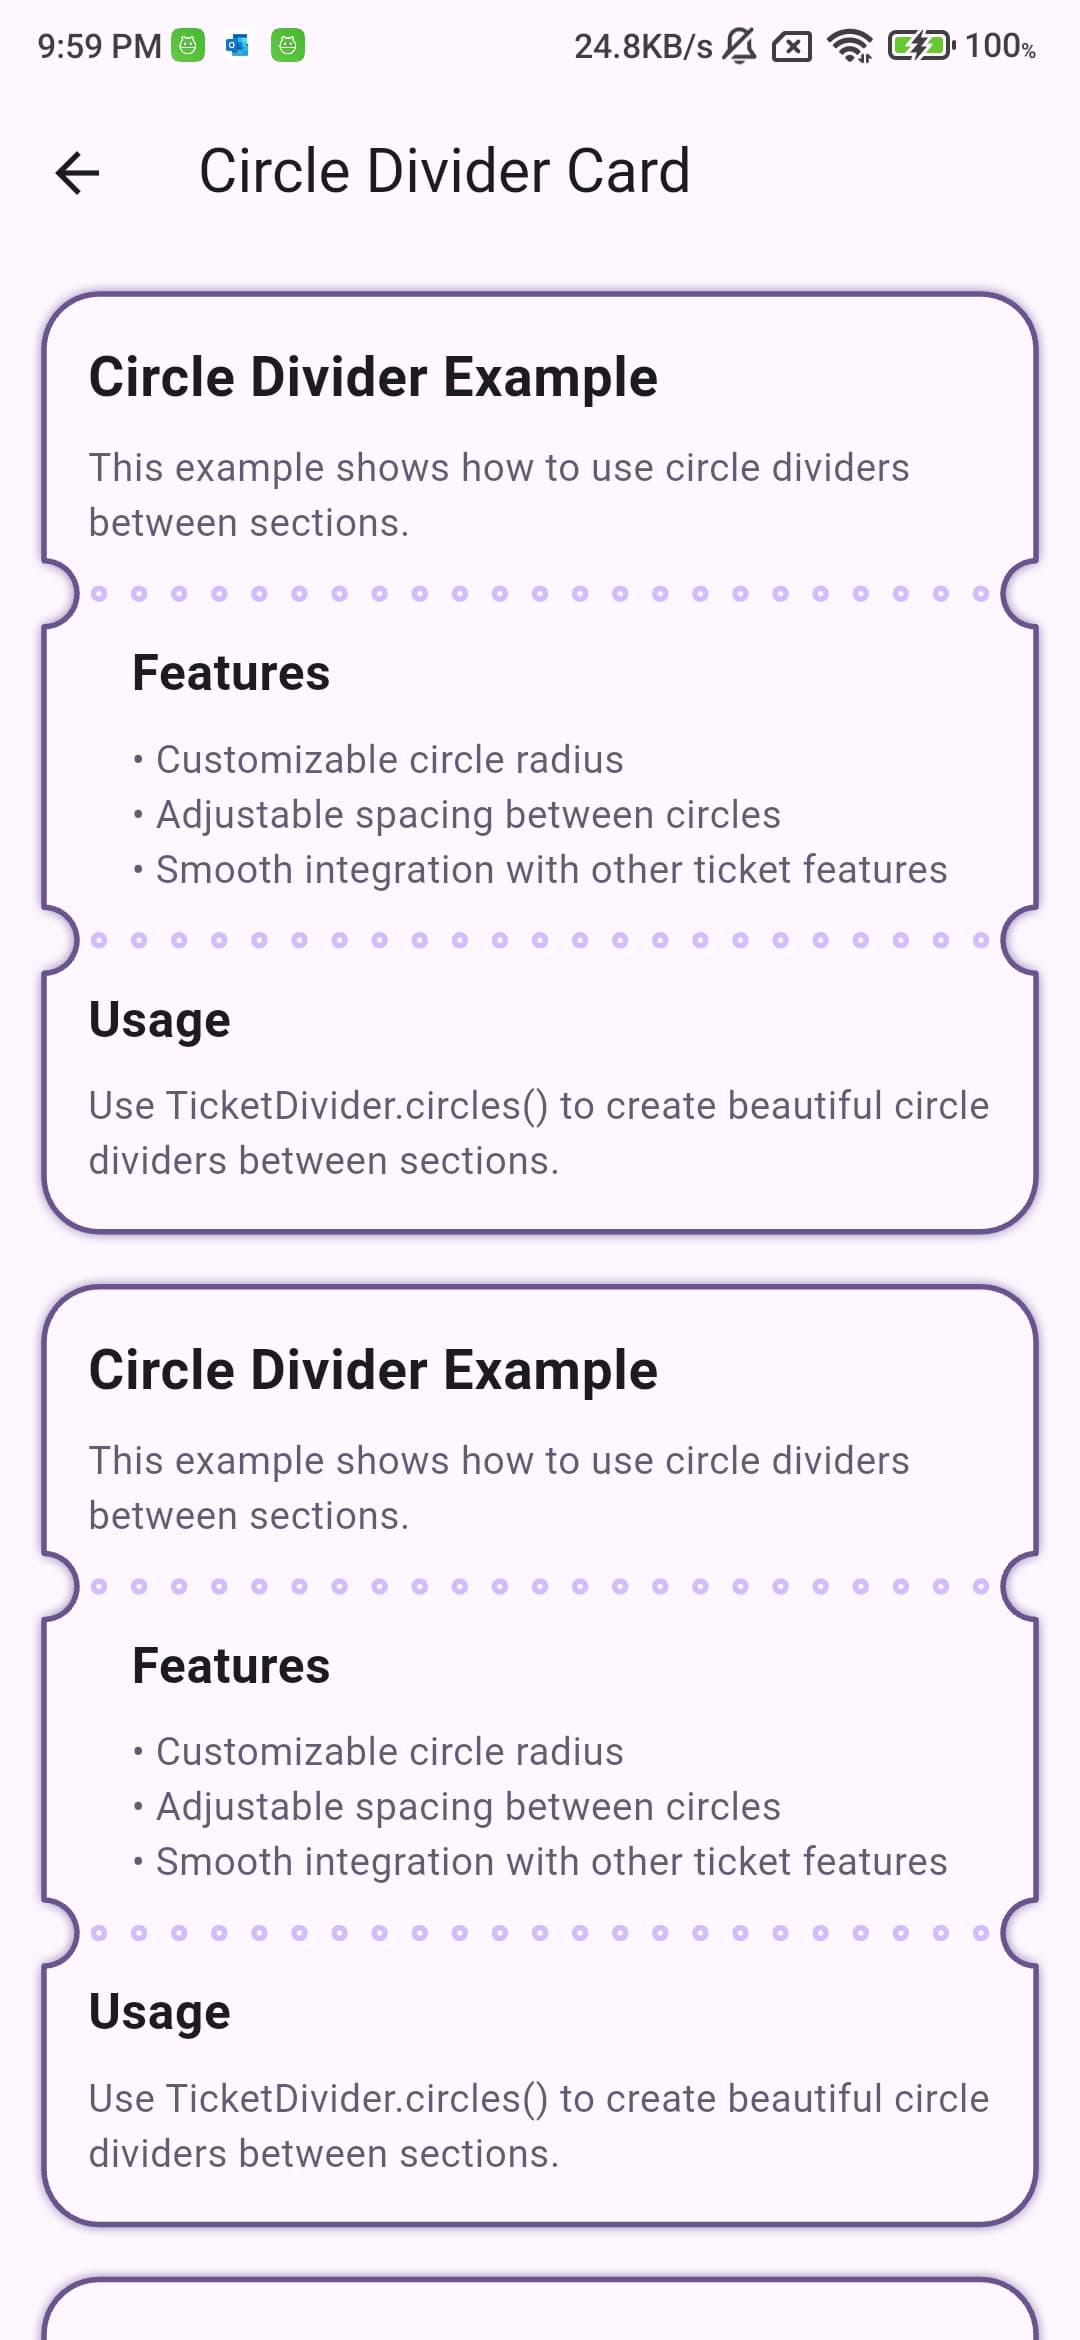 9:59 PM 24.8KB/s 100%
Circle Divider Card
Circle Divider Example
This example shows how to use circle dividers
between sections.
Features
• Customizable circle radius
• Adjustable spacing between circles
• Smooth integration with other ticket features
Usage
Use TicketDivider.circles() to create beautiful circle
dividers between sections.
Circle Divider Example
This example shows how to use circle dividers
between sections.
Features
• Customizable circle radius
• Adjustable spacing between circles
• Smooth integration with other ticket features
Usage
Use TicketDivider.circles() to create beautiful circle
dividers between sections.